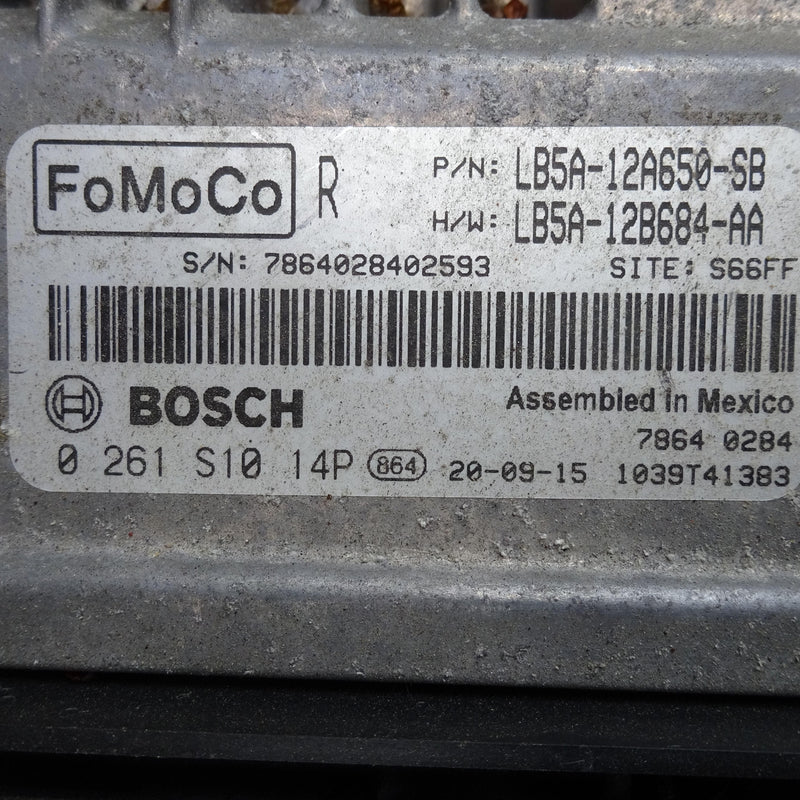 FoMoCo R P/N: LB5A-12A650-SB
H/W: LB5A-12B684-AA
S/N: 7864028402593 SITE: S66FF
BOSCH Assembled in Mexico
7864 0284
0 261 S10 14P 864 20-09-15 1039T41383